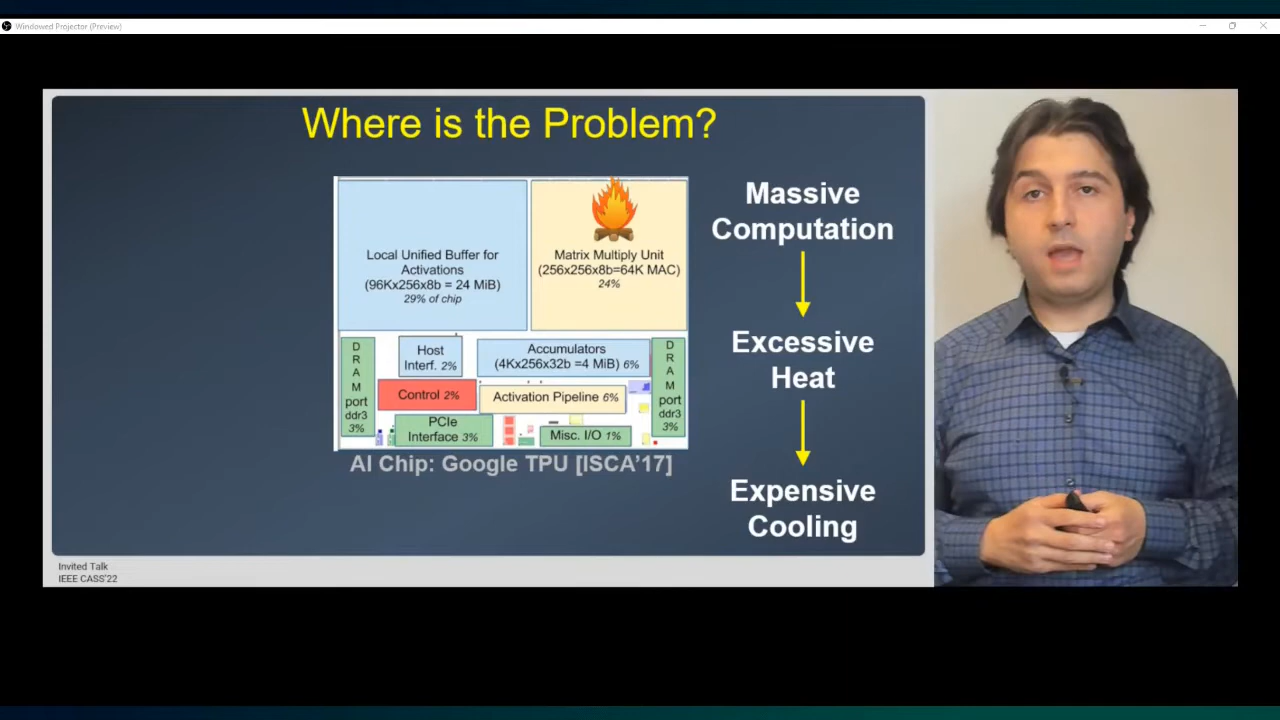 Windowed Projector (Preview)
Where is the Problem?
Local Unified Buffer for
Activations
(96Kx256x8b = 24 MiB)
29% of chip
Matrix Multiply Unit
(256x256x8b=64K MAC)
24%
D
R
A
M
port
ddr3
3%
Host
Interf. 2%
Accumulators
(4Kx256x32b =4 MiB) 6%
Control 2%
Activation Pipeline 6%
PCIe
Interface 3%
Misc. I/O 1%
D
R
A
M
port
ddr3
3%
AI Chip: Google TPU [ISCA'17]
Massive
Computation
Excessive
Heat
Expensive
Cooling
Invited Talk
IEEE CASS'22